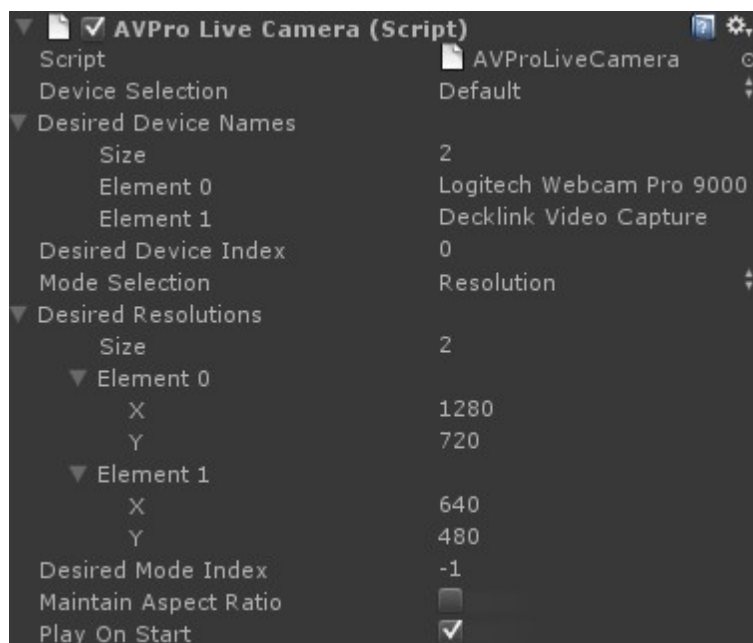 AVPro Live Camera (Script)
Script AVProLiveCamera
Device Selection Default
Desired Device Names
Size 2
Element 0 Logitech Webcam Pro 9000
Element 1 Decklink Video Capture
Desired Device Index 0
Mode Selection Resolution
Desired Resolutions
Size 2
Element 0
X 1280
Y 720
Element 1
X 640
Y 480
Desired Mode Index -1
Maintain Aspect Ratio
Play On Start